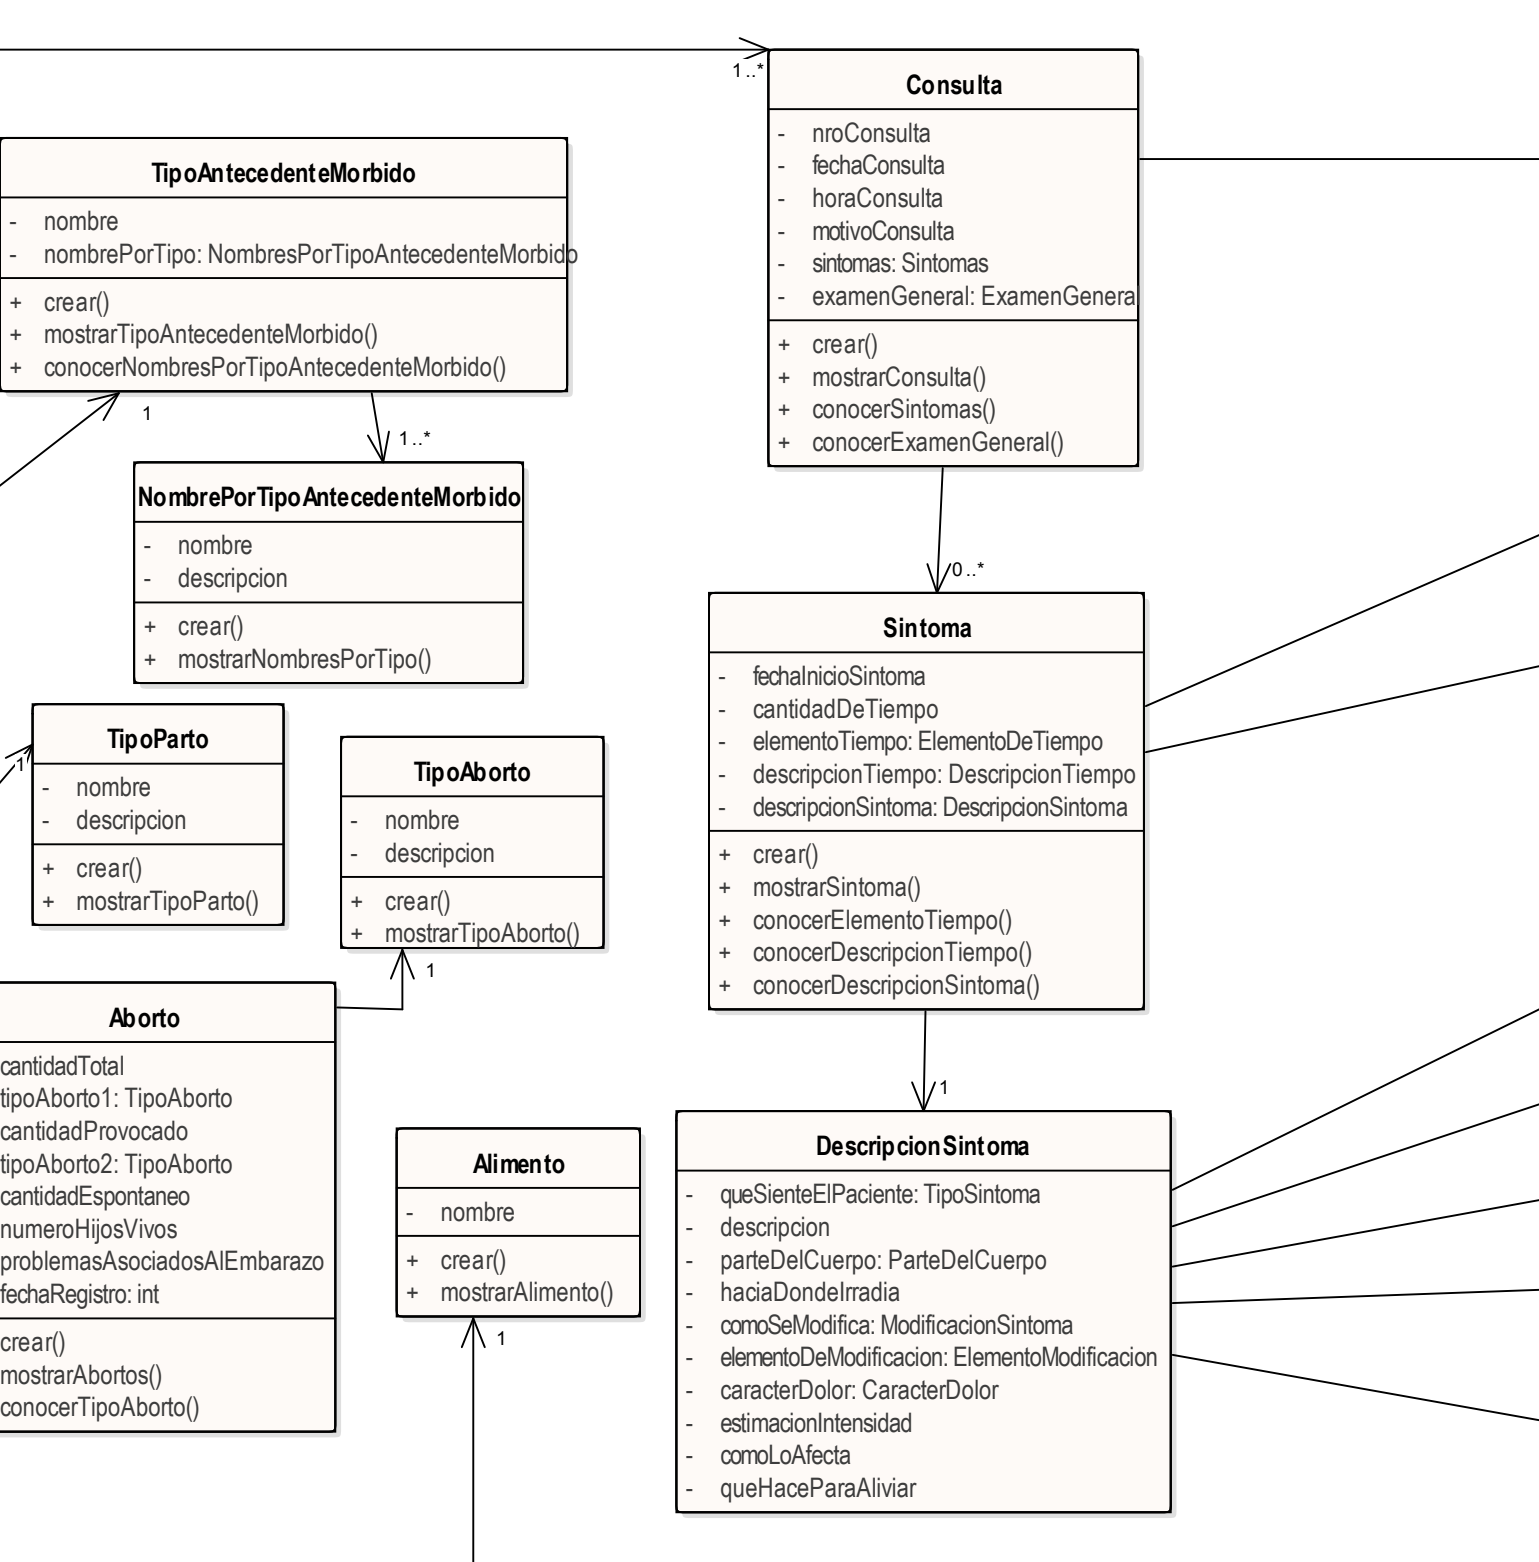 1..*
Consulta
- nroConsulta
- fechaConsulta
- horaConsulta
- motivoConsulta
- sintomas: Sintomas
- examenGeneral: ExamenGenera
+ crear()
+ mostrarConsulta()
+ conocerSintomas()
+ conocerExamenGeneral()
TipoAntecedenteMorbido
- nombre
- nombrePorTipo: NombresPorTipoAntecedenteMorbido
+ crear()
+ mostrarTipoAntecedenteMorbido()
+ conocerNombresPorTipoAntecedenteMorbido()
1
1..*
NombrePorTipoAntecedenteMorbido
- nombre
- descripcion
+ crear()
+ mostrarNombresPorTipo()
0..*
Sintoma
- fechaInicioSintoma
- cantidadDeTiempo
- elementoTiempo: ElementoDeTiempo
- descripcionTiempo: DescripcionTiempo
- descripcionSintoma: DescripcionSintoma
+ crear()
+ mostrarSintoma()
+ conocerElementoTiempo()
+ conocerDescripcionTiempo()
+ conocerDescripcionSintoma()
1
TipoParto
- nombre
- descripcion
+ crear()
+ mostrarTipoParto()
TipoAborto
- nombre
- descripcion
+ crear()
+ mostrarTipoAborto()
1
Aborto
cantidadTotal
tipoAborto1: TipoAborto
cantidadProvocado
tipoAborto2: TipoAborto
cantidadEspontaneo
numeroHijosVivos
problemasAsociadosAlEmbarazo
fechaRegistro: int
crear()
mostrarAbortos()
conocerTipoAborto()
Alimento
- nombre
+ crear()
+ mostrarAlimento()
1
1
DescripcionSintoma
- queSienteElPaciente: TipoSintoma
- descripcion
- parteDelCuerpo: ParteDelCuerpo
- haciaDondeIrradia
- comoSeModifica: ModificacionSintoma
- elementoDeModificacion: ElementoModificacion
- caracterDolor: CaracterDolor
- estimacionIntensidad
- comoLoAfecta
- queHaceParaAliviar